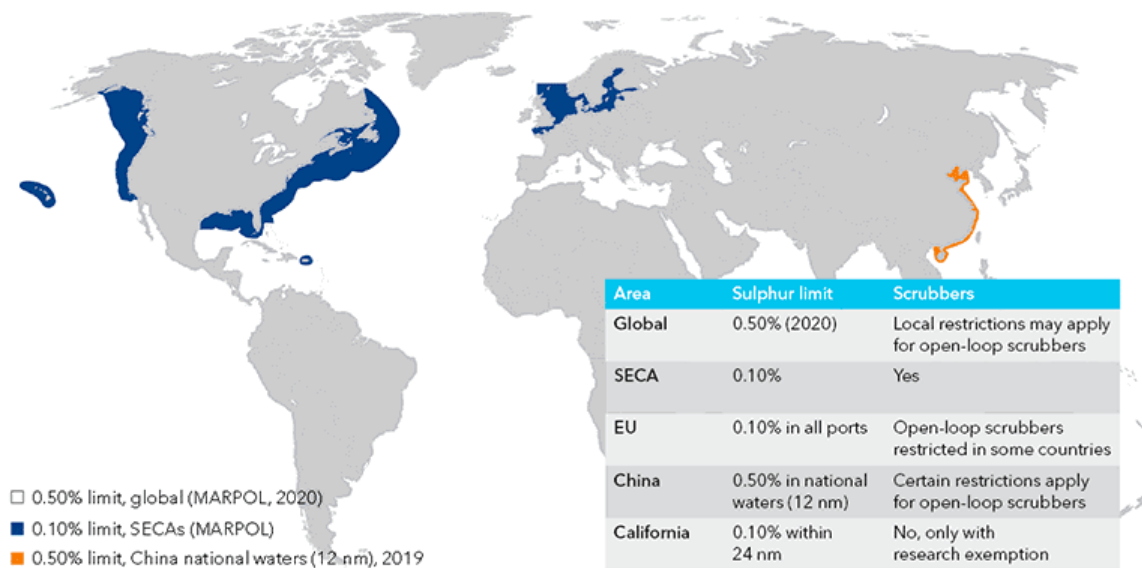 Area Sulphur limit Scrubbers
Global 0.50% (2020) Local restrictions may apply
for open-loop scrubbers
SECA 0.10% Yes
EU 0.10% in all ports Open-loop scrubbers
restricted in some countries
China 0.50% in national Certain restrictions apply
waters (12 nm) for open-loop scrubbers
California 0.10% within No, only with
24 nm research exemption
0.50% limit, global (MARPOL, 2020)
0.10% limit, SECAs (MARPOL)
0.50% limit, China national waters (12 nm), 2019